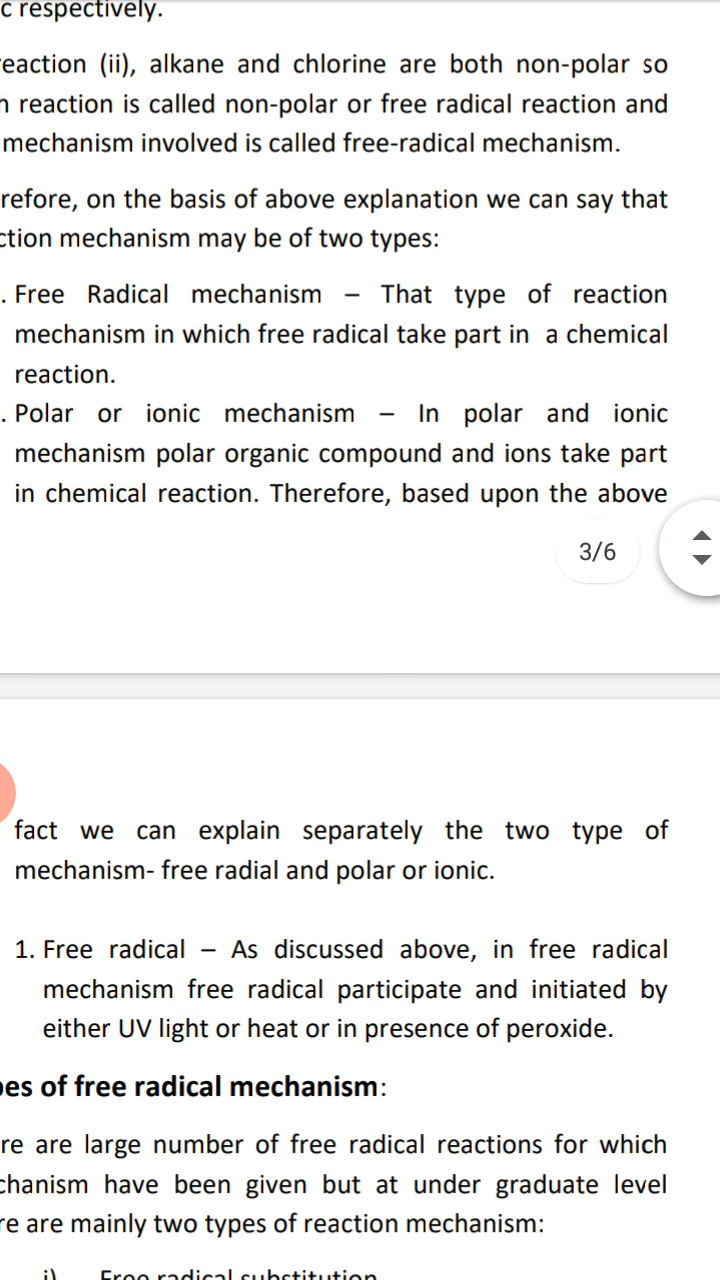 c respectively.
eaction (ii), alkane and chlorine are both non-polar so
h reaction is called non-polar or free radical reaction and
mechanism involved is called free-radical mechanism.
refore, on the basis of above explanation we can say that
ction mechanism may be of two types:
. Free Radical mechanism – That type of reaction
mechanism in which free radical take part in a chemical
reaction.
. Polar or ionic mechanism – In polar and ionic
mechanism polar organic compound and ions take part
in chemical reaction. Therefore, based upon the above
3/6
fact we can explain separately the two type of
mechanism- free radial and polar or ionic.
1. Free radical – As discussed above, in free radical
mechanism free radical participate and initiated by
either UV light or heat or in presence of peroxide.
es of free radical mechanism:
re are large number of free radical reactions for which
chanism have been given but at under graduate level
re are mainly two types of reaction mechanism:
i) Free radical substitution